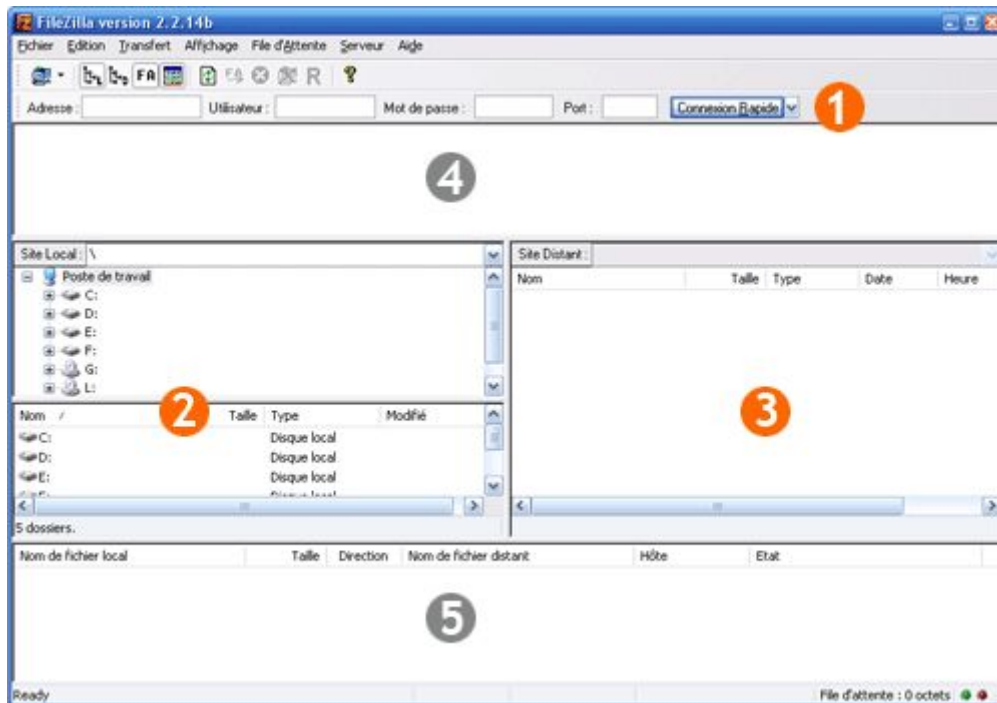 FileZilla version 2.2.14b
Fichier Edition Transfert Affichage File d'Attente Serveur Aide
FA R ?
Adresse : Utilisateur : Mot de passe : Port : Connexion Rapide 1
4
Site Local : \ Site Distant :
Poste de travail Nom Taille Type Date Heure
C:
D:
E:
F:
G:
L:
Nom / 2 Taille Type Modifié 3
C: Disque local
D: Disque local
E: Disque local
Disque local
5 dossiers.
Nom de fichier local Taille Direction Nom de fichier distant Hôte Etat
5
Ready File d'attente : 0 octets